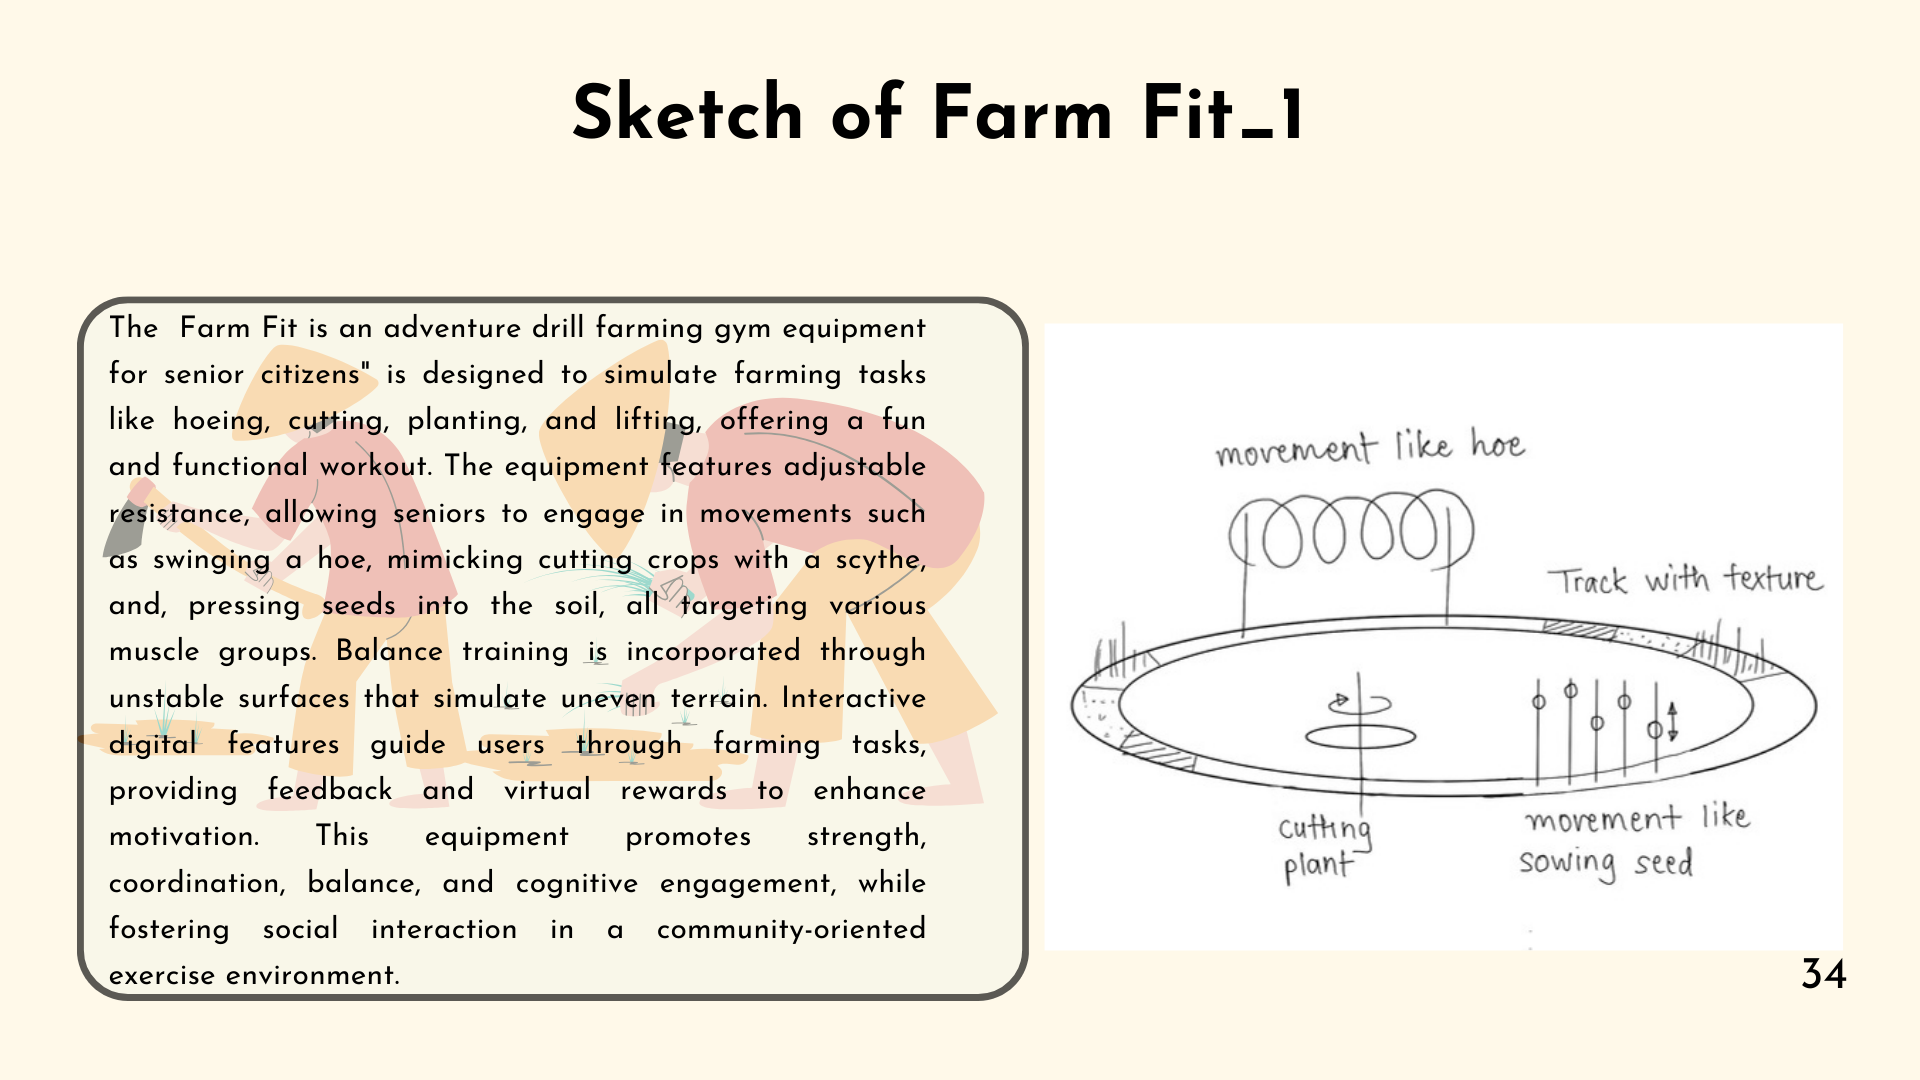 Sketch of Farm Fit_1
The Farm Fit is an adventure drill farming gym equipment
for senior citizens" is designed to simulate farming tasks
like hoeing, cutting, planting, and lifting, offering a fun
and functional workout. The equipment features adjustable
resistance, allowing seniors to engage in movements such
as swinging a hoe, mimicking cutting crops with a scythe,
and, pressing seeds into the soil, all targeting various
muscle groups. Balance training is incorporated through
unstable surfaces that simulate uneven terrain. Interactive
digital features guide users through farming tasks,
providing feedback and virtual rewards to enhance
motivation. This equipment promotes strength,
coordination, balance, and cognitive engagement, while
fostering social interaction in a community-oriented
exercise environment.
movement like hoe
Track with texture
cutting
plant
movement like
sowing seed
34